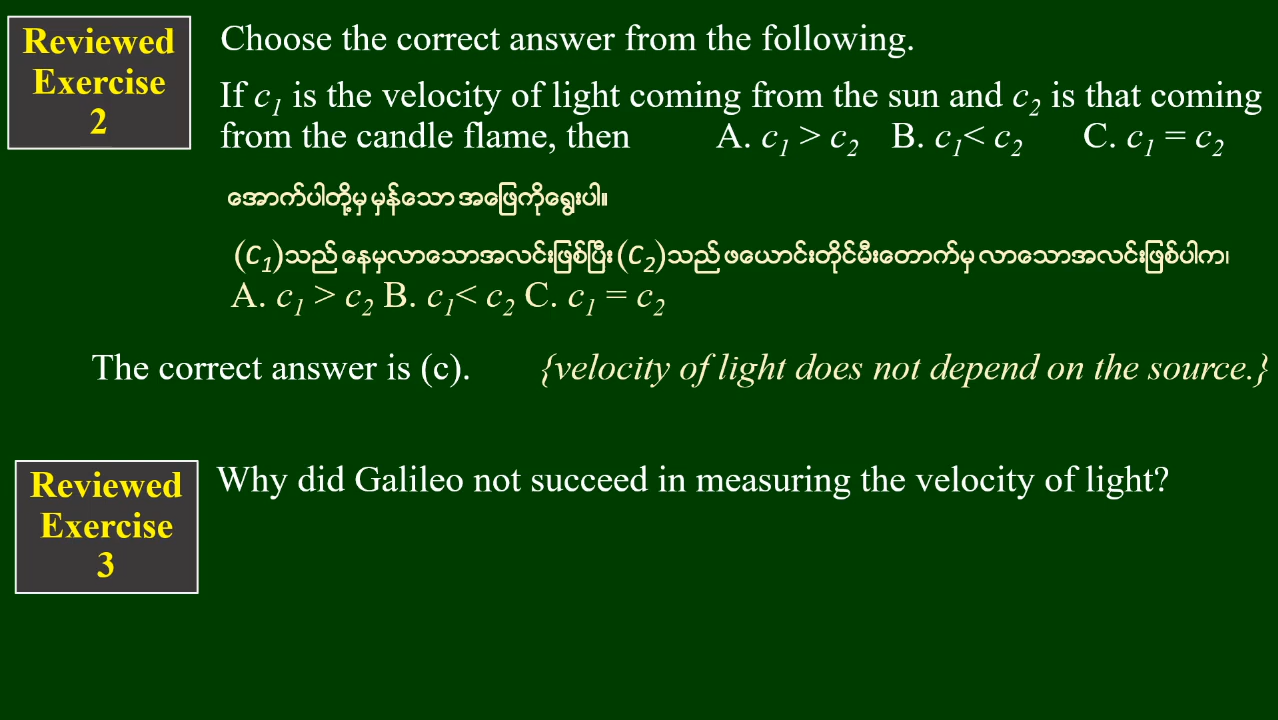 Reviewed
Exercise
2
Choose the correct answer from the following.
If c₁ is the velocity of light coming from the sun and c₂ is that coming
from the candle flame, then A. c₁ > c₂ B. c₁< c₂ C. c₁ = c₂
အောက်ပါတို့မှ မှန်သော အဖြေကိုရွေးပါ။
(c₁)သည် နေမှလာသောအလင်းဖြစ်ပြီး (c₂)သည် ဖယောင်းတိုင်မီးတောက်မှ လာသောအလင်းဖြစ်ပါက၊
A. c₁ > c₂ B. c₁< c₂ C. c₁ = c₂
The correct answer is (c). {velocity of light does not depend on the source.}
Reviewed
Exercise
3
Why did Galileo not succeed in measuring the velocity of light?